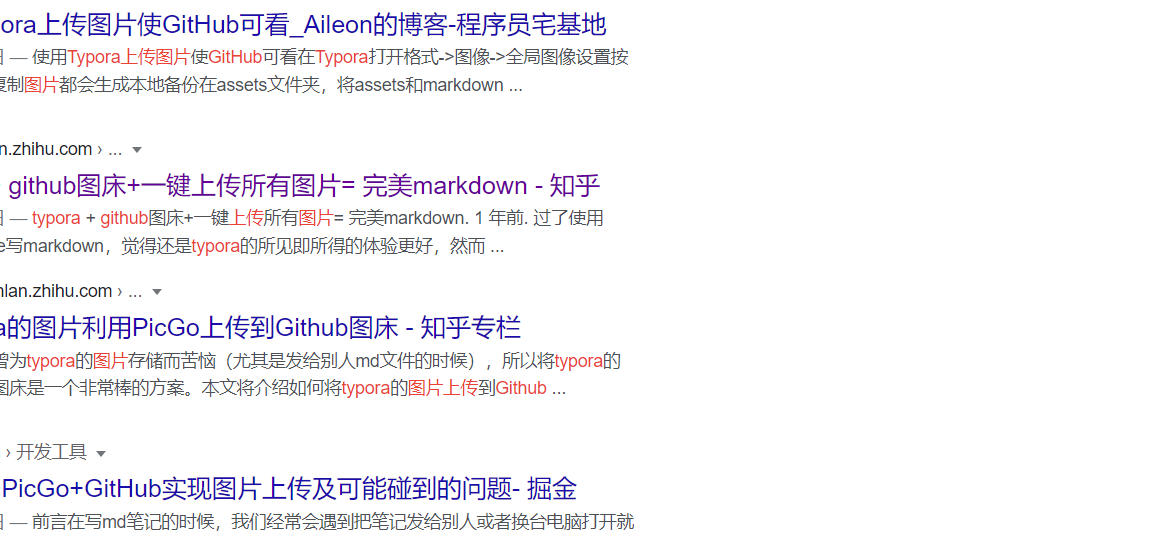 ora上传图片使GitHub可看_Aileon的博客-程序员宅基地
— 使用Typora上传图片使GitHub可看在Typora打开格式->图像->全局图像设置按
复制图片都会生成本地备份在assets文件夹，将assets和markdown ...
n.zhihu.com › ...
github图床+一键上传所有图片= 完美markdown - 知乎
— typora + github图床+一键上传所有图片= 完美markdown. 1 年前. 过了使用
e写markdown，觉得还是typora的所见即所得的体验更好，然而 ...
nlan.zhihu.com › ...
a的图片利用PicGo上传到Github图床 - 知乎专栏
曾为typora的图片存储而苦恼（尤其是发给别人md文件的时候），所以将typora的
图床是一个非常棒的方案。本文将介绍如何将typora的图片上传到Github ...
› 开发工具
PicGo+GitHub实现图片上传及可能碰到的问题- 掘金
— 前言在写md笔记的时候，我们经常会遇到把笔记发给别人或者换台电脑打开就